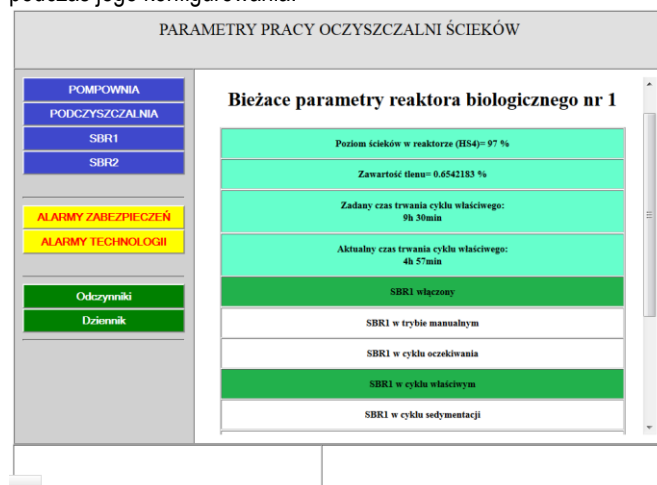 podczas jego konfigurowania.
PARAMETRY PRACY OCZYSZCZALNI ŚCIEKÓW
POMPOWNIA
PODCZYSZCZALNIA
SBR1
SBR2
ALARMY ZABEZPIECZEŃ
ALARMY TECHNOLOGII
Odczynniki
Dziennik
Bieżace parametry reaktora biologicznego nr 1
Poziom ścieków w reaktorze (HS4)= 97 %
Zawartość tlenu= 0.6542183 %
Zadany czas trwania cyklu właściwego:
9h 30min
Aktualny czas trwania cyklu właściwego:
4h 57min
SBR1 włączony
SBR1 w trybie manualnym
SBR1 w cyklu oczekiwania
SBR1 w cyklu właściwym
SBR1 w cyklu sedymentacji